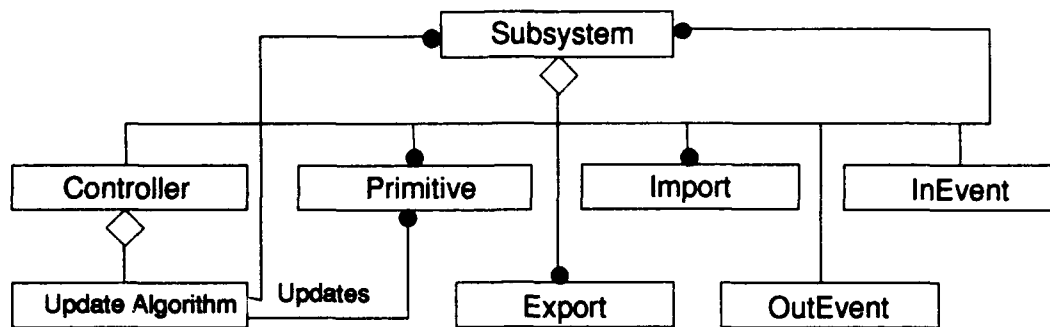 Subsystem
Controller
Primitive
Import
InEvent
Update Algorithm
Updates
Export
OutEvent